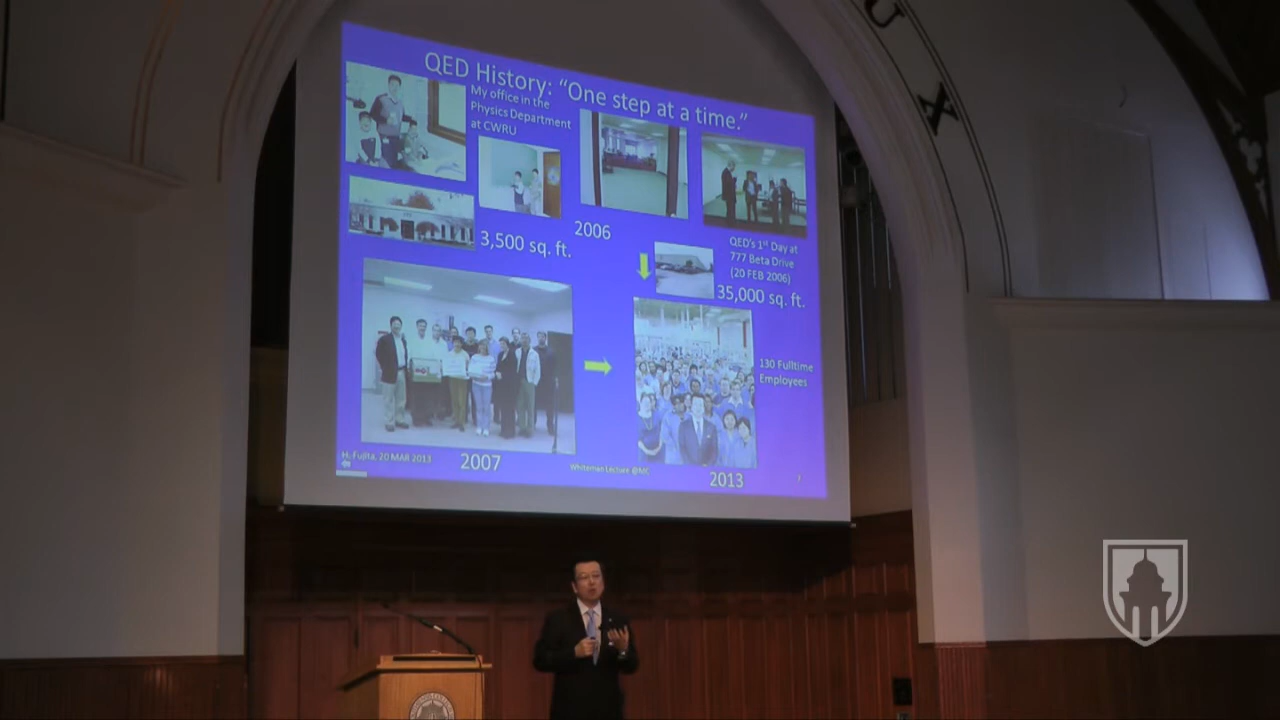 QED History: "One step at a time."
My office in the
Physics Department
at CWRU
3,500 sq. ft.
2006
QED's 1st Day at
777 Beta Drive
(20 FEB 2006)
35,000 sq. ft.
130 Fulltime
Employees
H. Fujita, 20 MAR 2013
2007
Whiteman Lecture @MC
2013
7
U
X